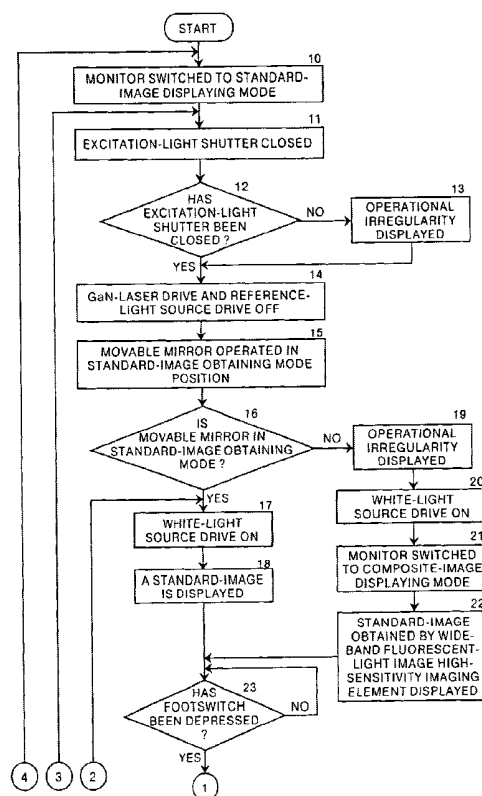 START
10
MONITOR SWITCHED TO STANDARD-
IMAGE DISPLAYING MODE
11
EXCITATION-LIGHT SHUTTER CLOSED
12
HAS
EXCITATION-LIGHT
SHUTTER BEEN
CLOSED ?
NO
13
OPERATIONAL
IRREGULARITY
DISPLAYED
YES
14
GaN-LASER DRIVE AND REFERENCE-
LIGHT SOURCE DRIVE OFF
15
MOVABLE MIRROR OPERATED IN
STANDARD-IMAGE OBTAINING MODE
POSITION
16
IS
MOVABLE MIRROR IN
STANDARD-IMAGE OBTAINING
MODE ?
NO
19
OPERATIONAL
IRREGULARITY
DISPLAYED
YES
17
WHITE-LIGHT
SOURCE DRIVE ON
18
A STANDARD-IMAGE
IS DISPLAYED
20
WHITE-LIGHT
SOURCE DRIVE ON
21
MONITOR SWITCHED
TO COMPOSITE-IMAGE
DISPLAYING MODE
22
STANDARD-IMAGE
OBTAINED BY WIDE-
BAND FLUORESCENT-
LIGHT IMAGE HIGH-
SENSITIVITY IMAGING
ELEMENT DISPLAYED
23
HAS
FOOTSWITCH
BEEN DEPRESSED
?
NO
YES
4
3
2
1